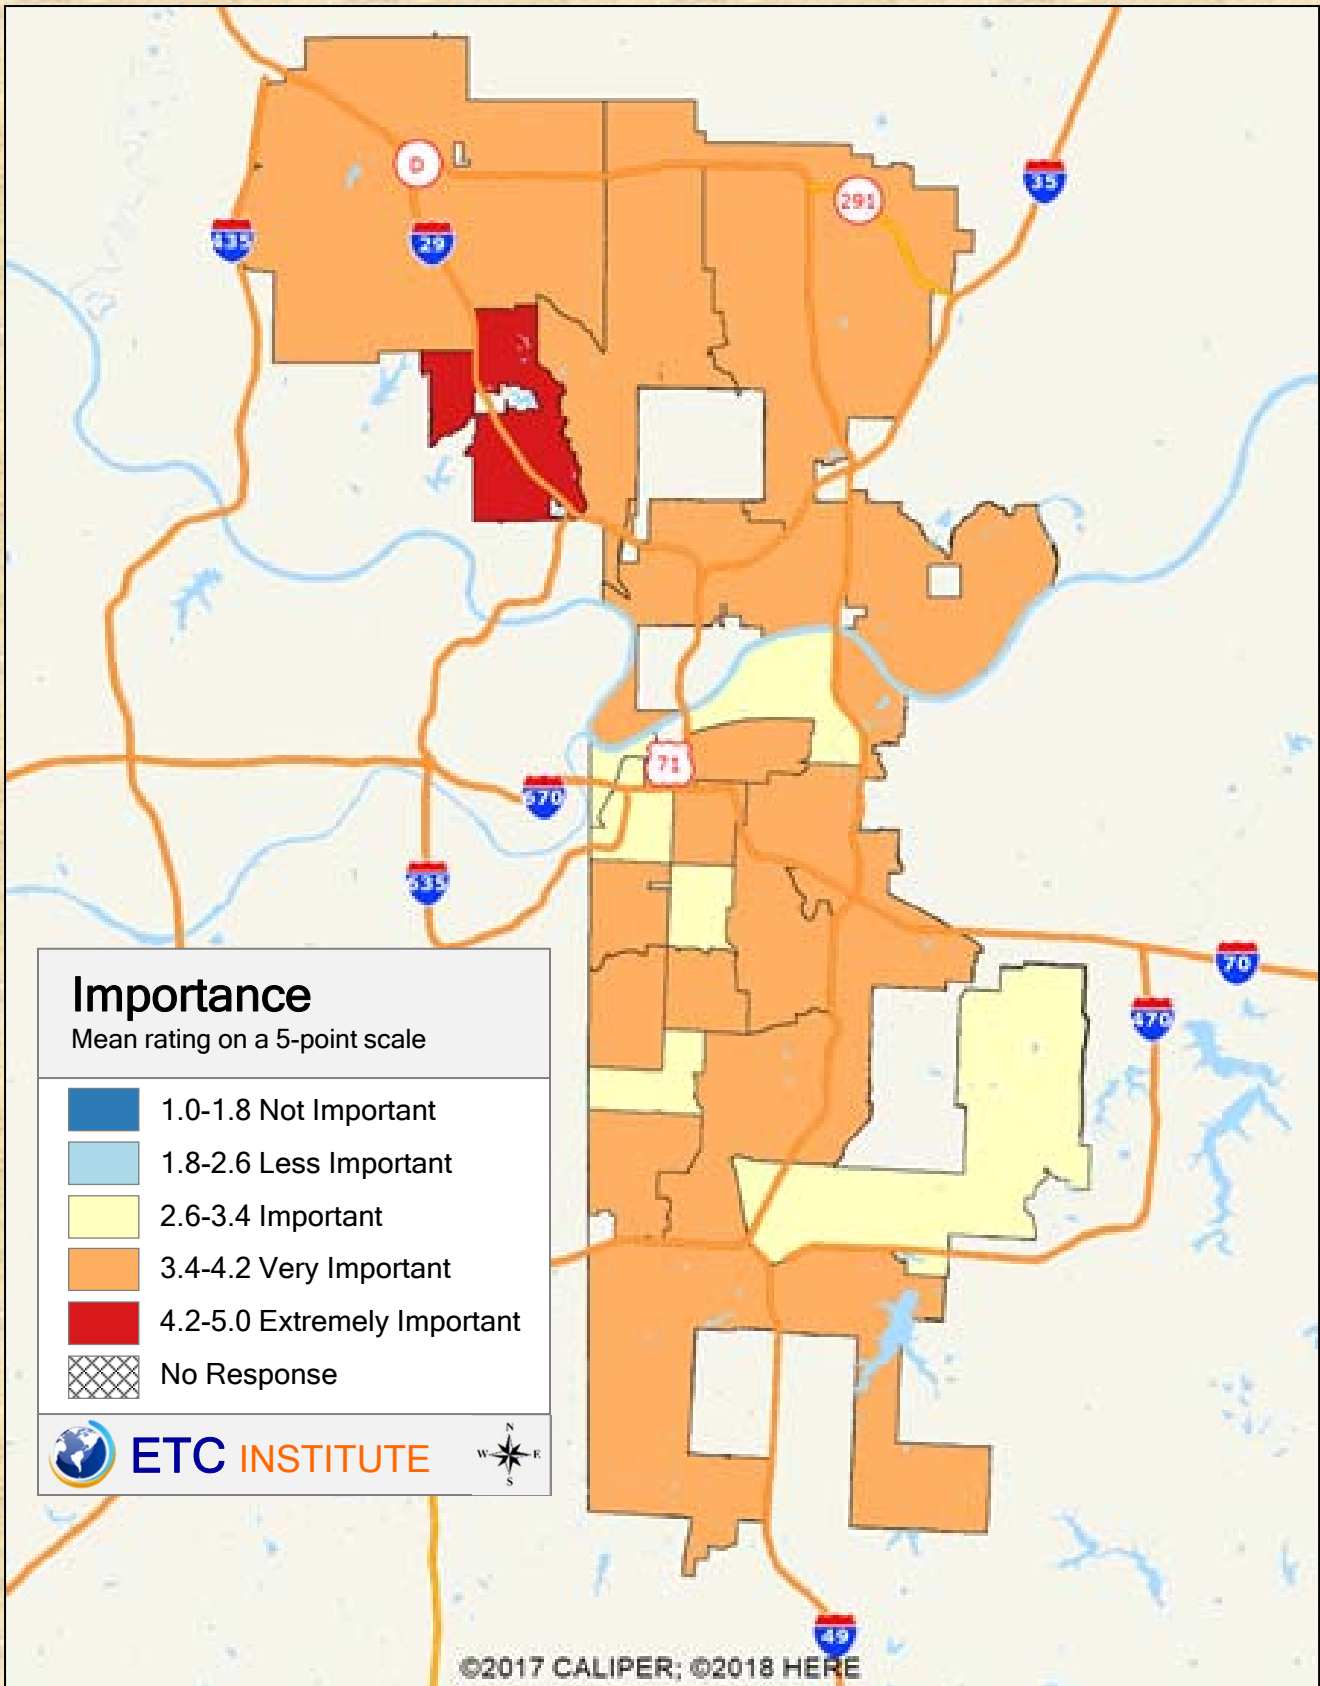 D
291
35
435
29
71
670
635
70
470
Importance
Mean rating on a 5-point scale
1.0-1.8 Not Important
1.8-2.6 Less Important
2.6-3.4 Important
3.4-4.2 Very Important
4.2-5.0 Extremely Important
No Response
ETC INSTITUTE
N
W E
S
49
©2017 CALIPER; ©2018 HERE